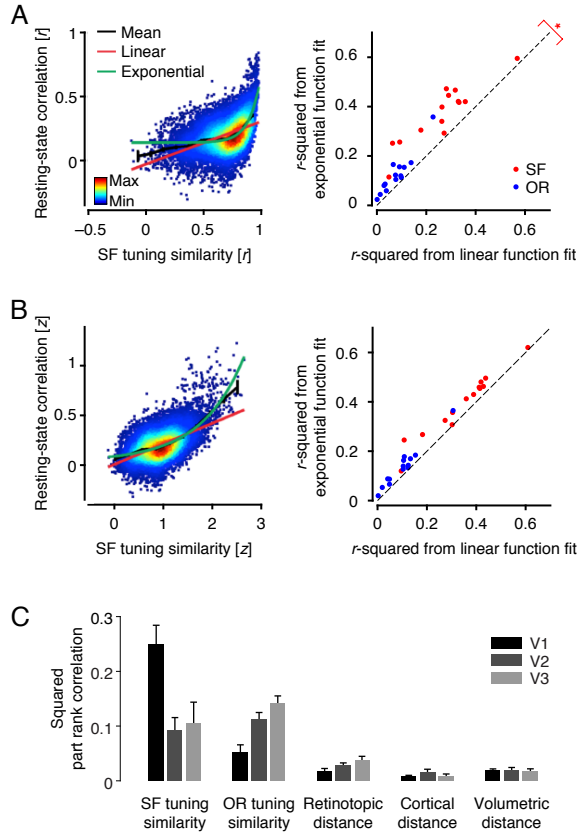 A
Resting-state correlation [r]
1
0.5
0
Mean
Linear
Exponential
Max
Min
−0.5 0 0.5 1
SF tuning similarity [r]
r-squared from
exponential function fit
0.6
0.4
0.2
0
*
SF
OR
0 0.2 0.4 0.6
r-squared from linear function fit
B
Resting-state correlation [z]
1
0.5
0
0 1 2 3
SF tuning similarity [z]
r-squared from
exponential function fit
0.6
0.4
0.2
0
0 0.2 0.4 0.6
r-squared from linear function fit
C
Squared
part rank correlation
0.3
0.2
0.1
0
V1
V2
V3
SF tuning similarity
OR tuning similarity
Retinotopic distance
Cortical distance
Volumetric distance